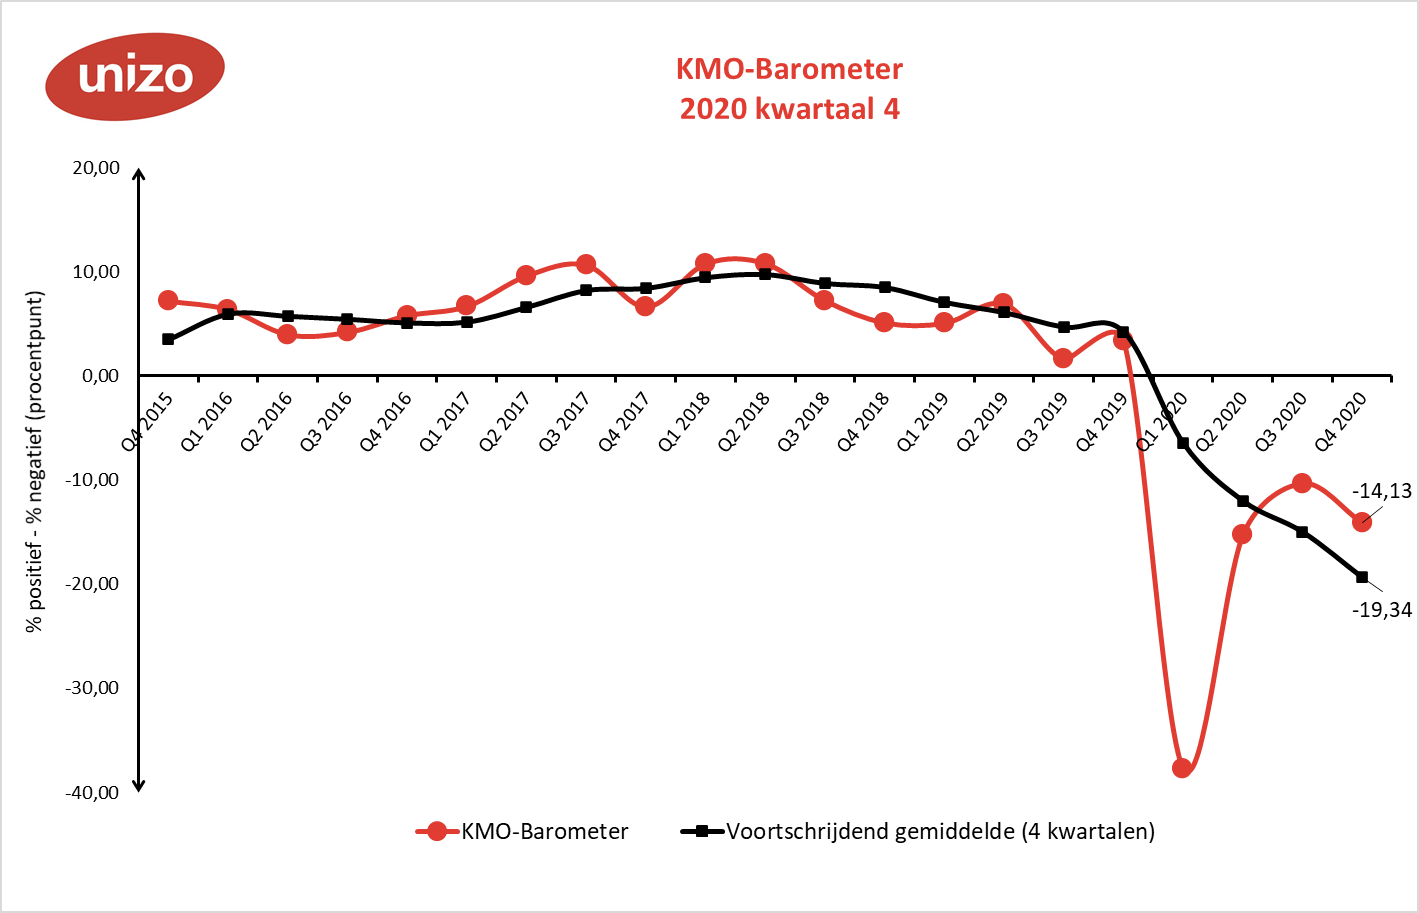 unizo
KMO-Barometer
2020 kwartaal 4
% positief - % negatief (procentpunt)
20,00
10,00
0,00
-10,00
-20,00
-30,00
-40,00
Q4 2015
Q1 2016
Q2 2016
Q3 2016
Q4 2016
Q1 2017
Q2 2017
Q3 2017
Q4 2017
Q1 2018
Q2 2018
Q3 2018
Q4 2018
Q1 2019
Q2 2019
Q3 2019
Q4 2019
Q1 2020
Q2 2020
Q3 2020
Q4 2020
-14,13
-19,34
KMO-Barometer
Voortschrijdend gemiddelde (4 kwartalen)